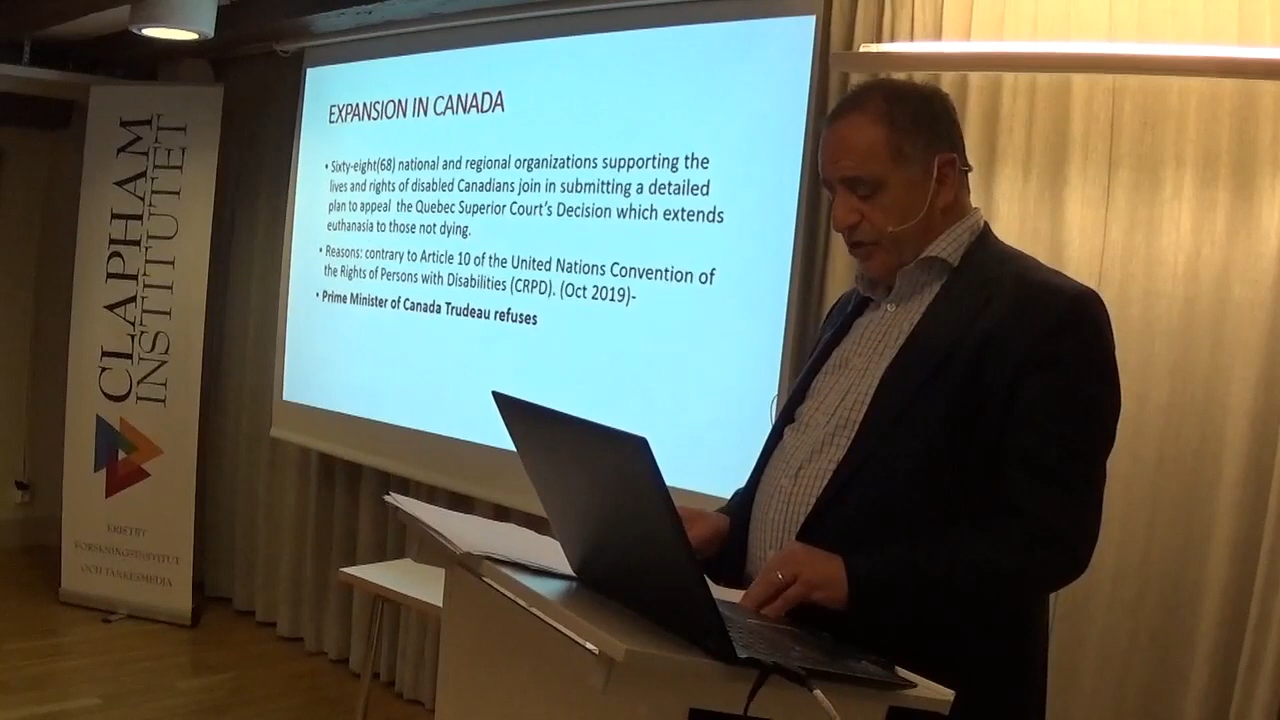 CLAPHAM
INSTITUTET
KRISTET
FORSKNINGSINSTITUT
OCH TANKESMEDJA
EXPANSION IN CANADA
• Sixty-eight(68) national and regional organizations supporting the
lives and rights of disabled Canadians join in submitting a detailed
plan to appeal the Quebec Superior Court's Decision which extends
euthanasia to those not dying.
• Reasons: contrary to Article 10 of the United Nations Convention of
the Rights of Persons with Disabilities (CRPD). (Oct 2019)-
• Prime Minister of Canada Trudeau refuses